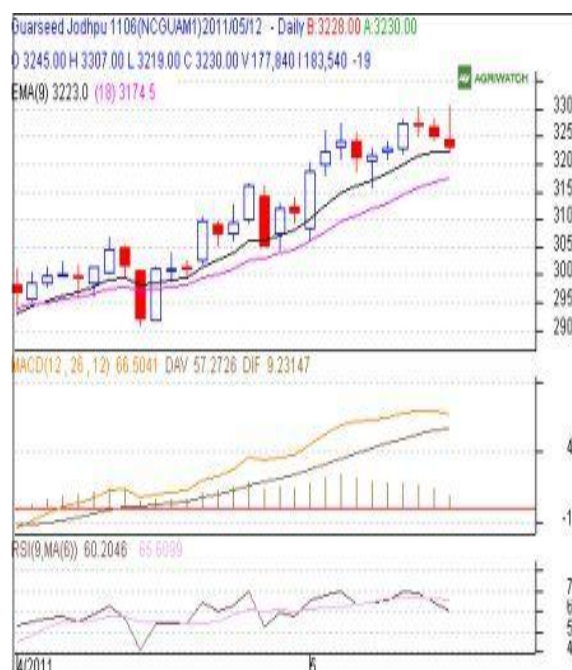 Guarseed Jodhpu 1106(NCGUAM1)2011/05/12 - Daily B:3228.00 A:3230.00
O 3245.00 H 3307.00 L 3219.00 C 3230.00 V 177,840 I 183,540 -19
AGRIWATCH
EMA(9) 3223.0 (18) 3174.5
330
325
320
315
310
305
300
295
290
MACD(12, 26, 12) 66.5041 DAV 57.2726 DIF 9.23147
4
-1
RSI(9,MA(6)) 60.2046 65.6099
7
6
5
4
4/2011 5